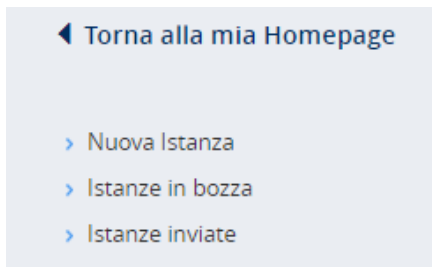 Torna alla mia Homepage
Nuova Istanza
Istanze in bozza
Istanze inviate